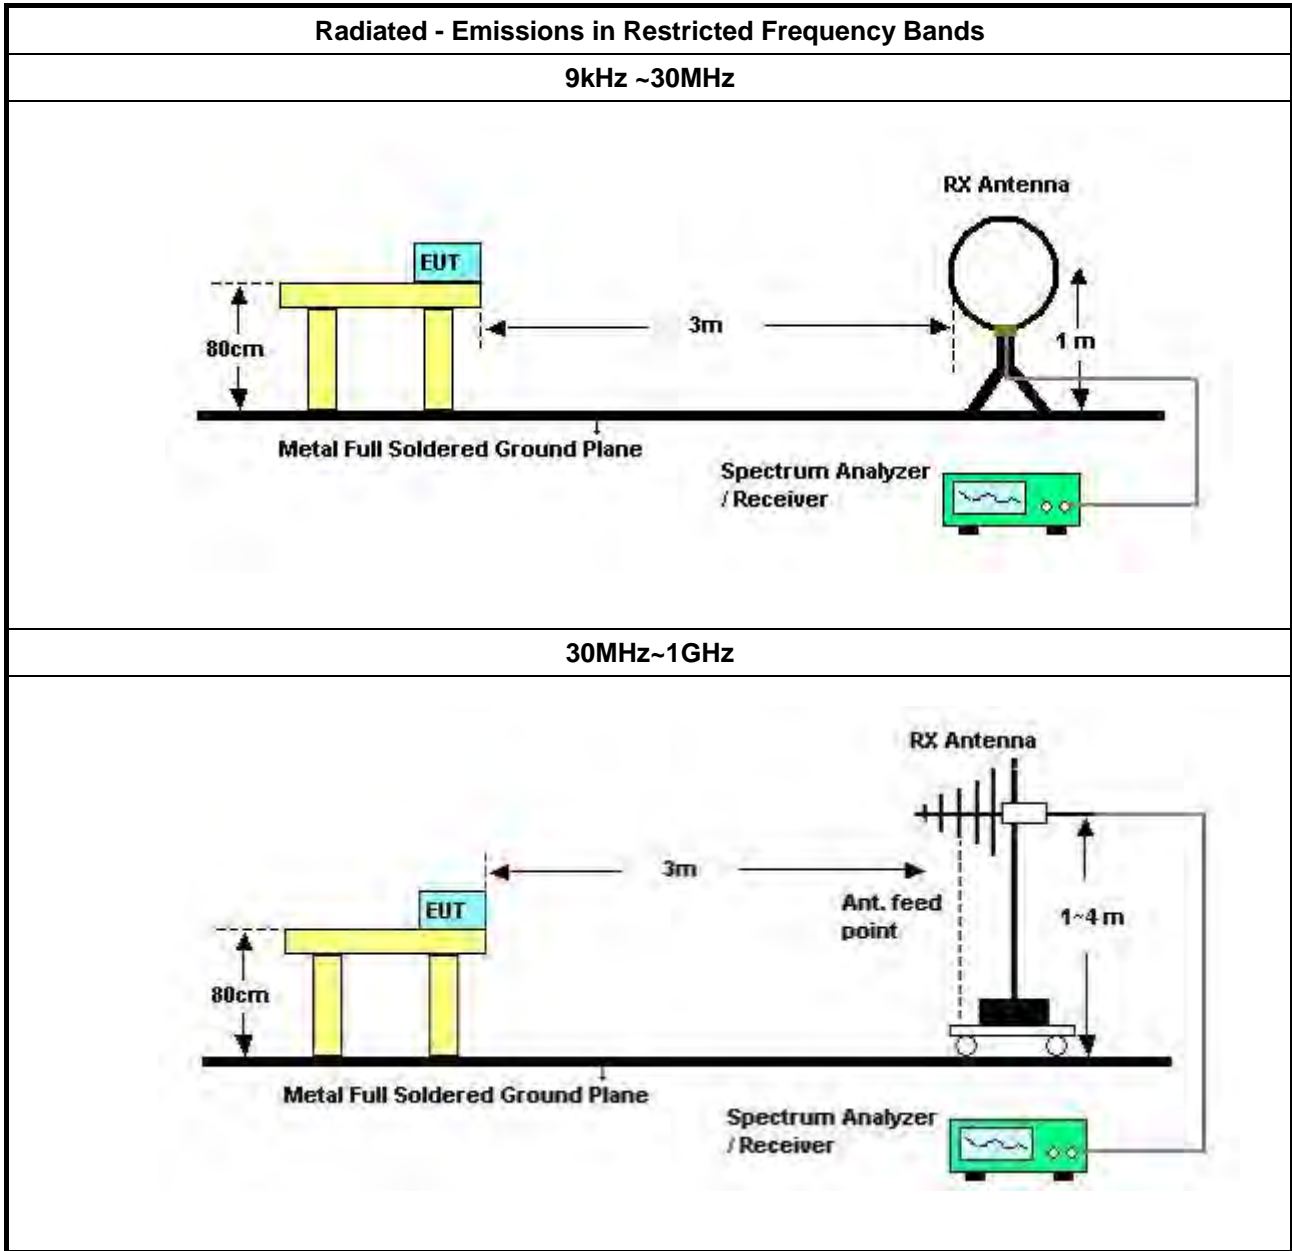 Radiated - Emissions in Restricted Frequency Bands
9kHz ~30MHz
RX Antenna
EUT
3m
80cm
1 m
Metal Full Soldered Ground Plane
Spectrum Analyzer
/ Receiver
30MHz~1GHz
RX Antenna
3m
EUT
Ant. feed
point
1~4 m
80cm
Metal Full Soldered Ground Plane
Spectrum Analyzer
/ Receiver